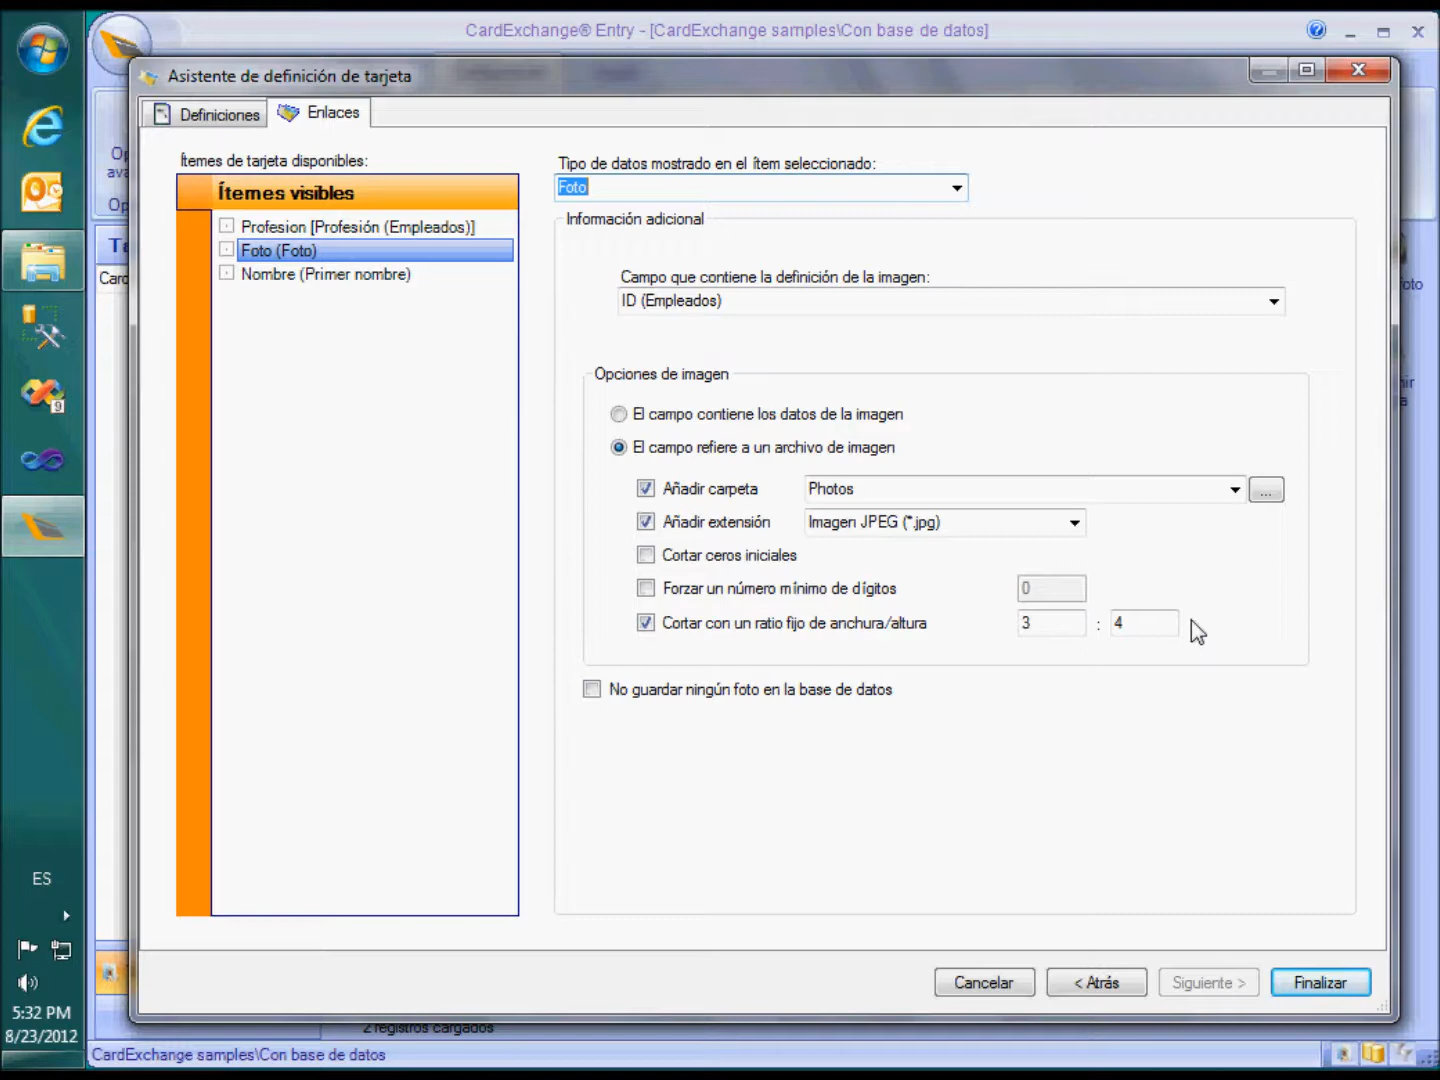 CardExchange® Entry - [CardExchange samples\Con base de datos]
Asistente de definición de tarjeta
Definiciones
Enlaces
Ítemes de tarjeta disponibles:
Ítemes visibles
Profesion [Profesión (Empleados)]
Foto (Foto)
Nombre (Primer nombre)
Tipo de datos mostrado en el ítem seleccionado:
Foto
Información adicional
Campo que contiene la definición de la imagen:
ID (Empleados)
Opciones de imagen
El campo contiene los datos de la imagen
El campo refiere a un archivo de imagen
Añadir carpeta
Photos
...
Añadir extensión
Imagen JPEG (*.jpg)
Cortar ceros iniciales
Forzar un número mínimo de dígitos
0
Cortar con un ratio fijo de anchura/altura
3 : 4
No guardar ningún foto en la base de datos
Cancelar
< Atrás
Siguiente >
Finalizar
2 registros cargados
CardExchange samples\Con base de datos
9
ES
5:32 PM
8/23/2012